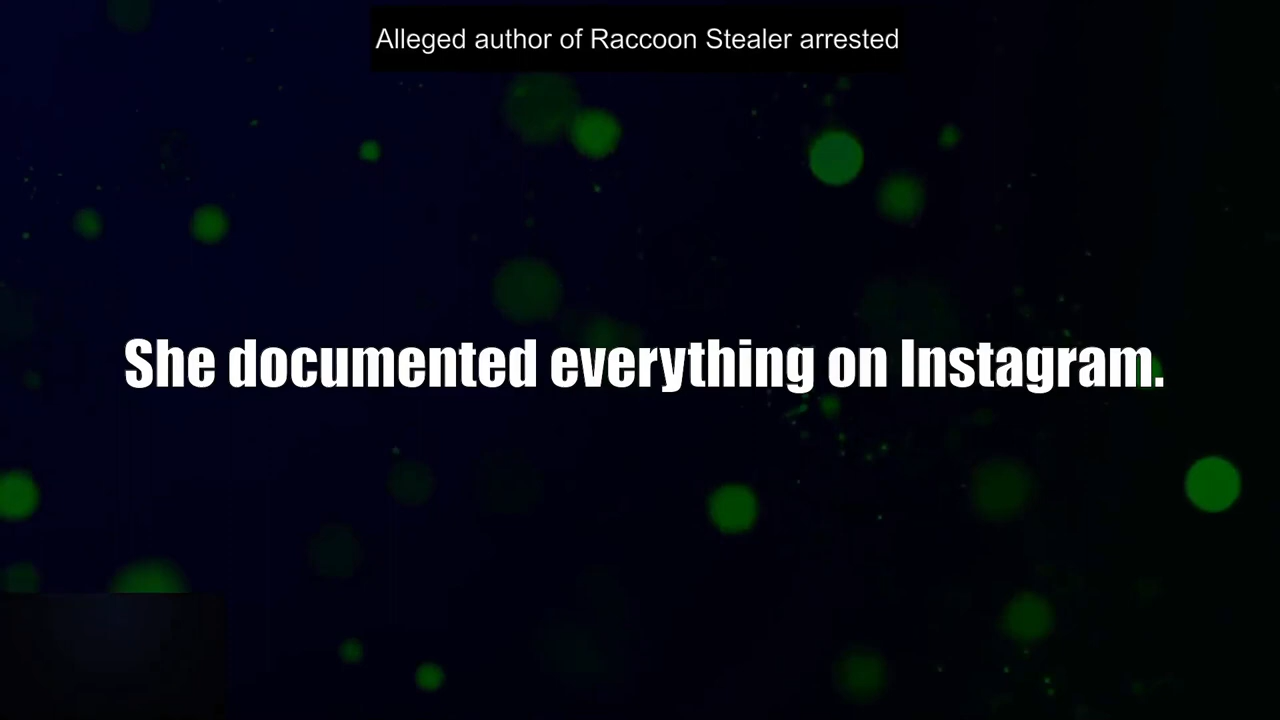 Alleged author of Raccoon Stealer arrested
She documented everything on Instagram.